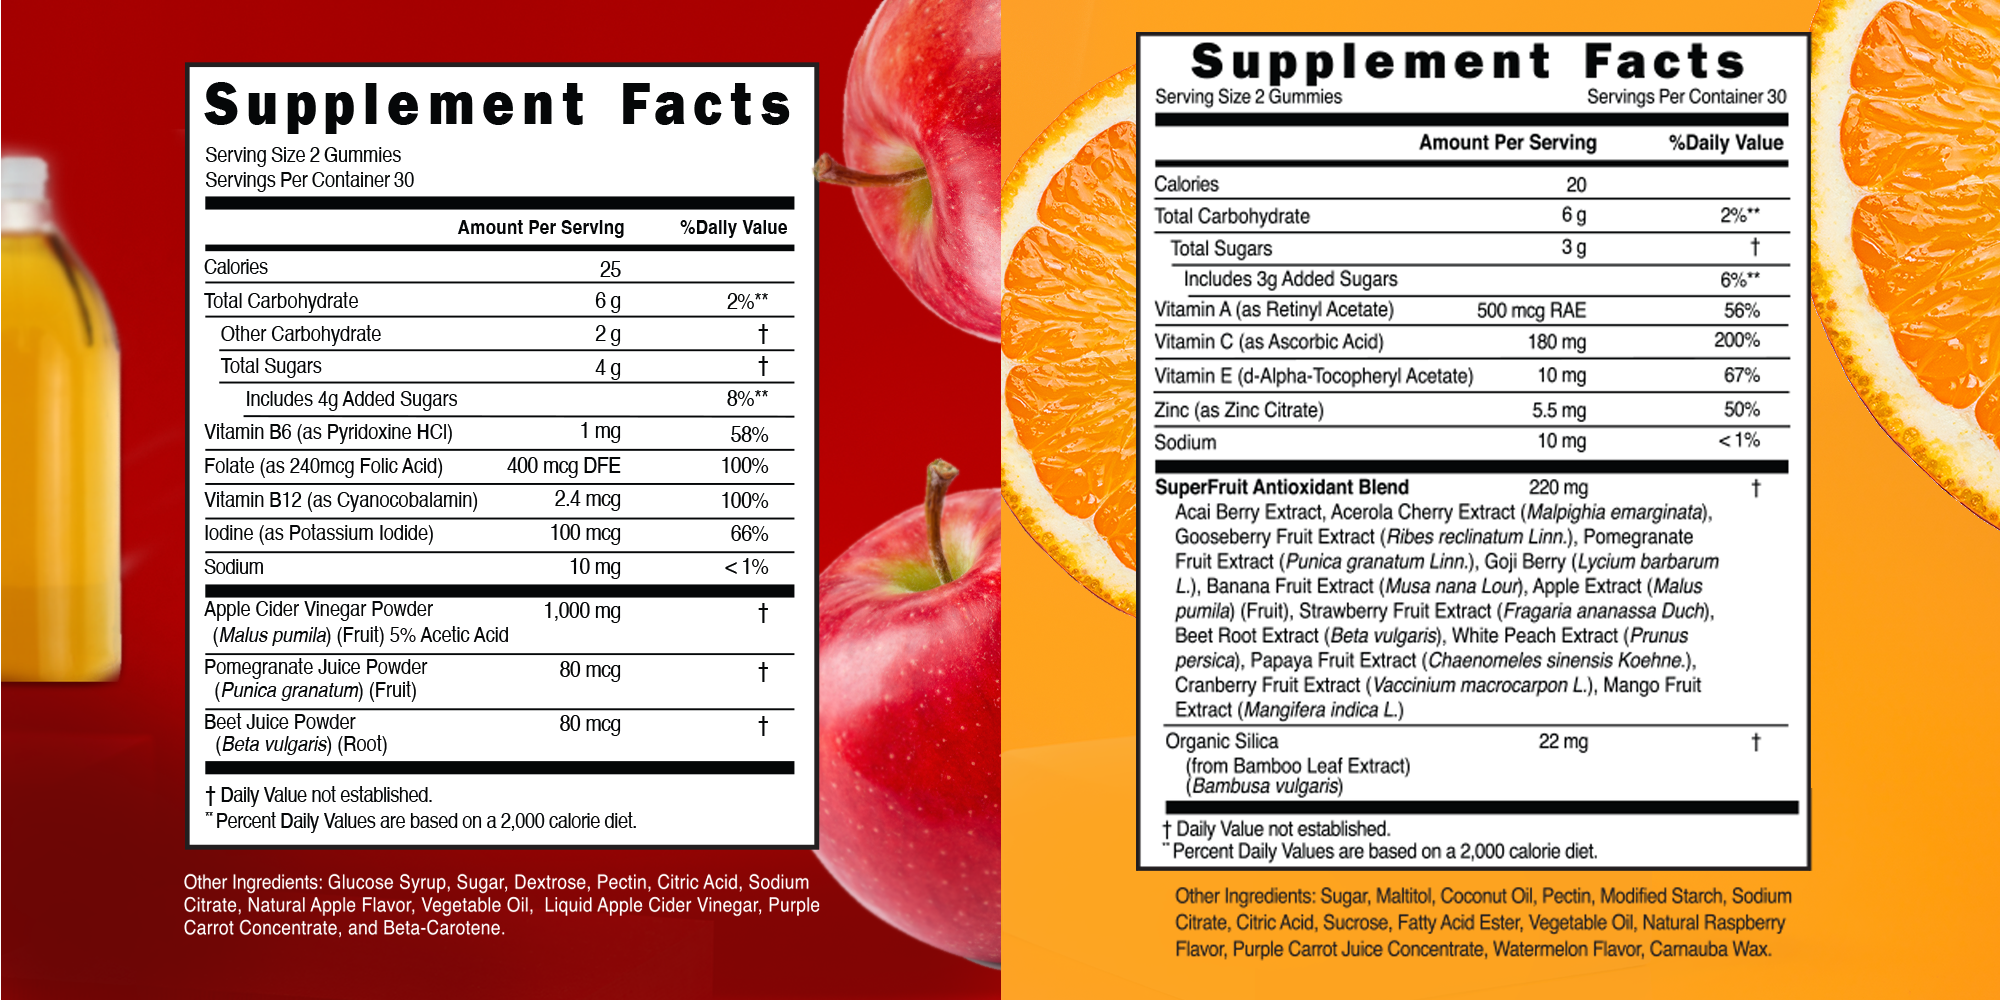 Supplement Facts
Serving Size 2 Gummies
Servings Per Container 30
Amount Per Serving %Daily Value
Calories 25
Total Carbohydrate 6 g 2%**
Other Carbohydrate 2 g †
Total Sugars 4 g †
Includes 4g Added Sugars 8%**
Vitamin B6 (as Pyridoxine HCl) 1 mg 58%
Folate (as 240mcg Folic Acid) 400 mcg DFE 100%
Vitamin B12 (as Cyanocobalamin) 2.4 mcg 100%
Iodine (as Potassium Iodide) 100 mcg 66%
Sodium 10 mg < 1%
Apple Cider Vinegar Powder 1,000 mg †
(Malus pumila) (Fruit) 5% Acetic Acid
Pomegranate Juice Powder 80 mcg †
(Punica granatum) (Fruit)
Beet Juice Powder 80 mcg †
(Beta vulgaris) (Root)
† Daily Value not established.
** Percent Daily Values are based on a 2,000 calorie diet.
Other Ingredients: Glucose Syrup, Sugar, Dextrose, Pectin, Citric Acid, Sodium
Citrate, Natural Apple Flavor, Vegetable Oil, Liquid Apple Cider Vinegar, Purple
Carrot Concentrate, and Beta-Carotene.
Supplement Facts
Serving Size 2 Gummies Servings Per Container 30
Amount Per Serving %Daily Value
Calories 20
Total Carbohydrate 6 g 2%**
Total Sugars 3 g †
Includes 3g Added Sugars 6%**
Vitamin A (as Retinyl Acetate) 500 mcg RAE 56%
Vitamin C (as Ascorbic Acid) 180 mg 200%
Vitamin E (d-Alpha-Tocopheryl Acetate) 10 mg 67%
Zinc (as Zinc Citrate) 5.5 mg 50%
Sodium 10 mg < 1%
SuperFruit Antioxidant Blend 220 mg †
Acai Berry Extract, Acerola Cherry Extract (Malpighia emarginata),
Gooseberry Fruit Extract (Ribes reclinatum Linn.), Pomegranate
Fruit Extract (Punica granatum Linn.), Goji Berry (Lycium barbarum
L.), Banana Fruit Extract (Musa nana Lour), Apple Extract (Malus
pumila) (Fruit), Strawberry Fruit Extract (Fragaria ananassa Duch),
Beet Root Extract (Beta vulgaris), White Peach Extract (Prunus
persica), Papaya Fruit Extract (Chaenomeles sinensis Koehne.),
Cranberry Fruit Extract (Vaccinium macrocarpon L.), Mango Fruit
Extract (Mangifera indica L.)
Organic Silica 22 mg †
(from Bamboo Leaf Extract)
(Bambusa vulgaris)
† Daily Value not established.
** Percent Daily Values are based on a 2,000 calorie diet.
Other Ingredients: Sugar, Maltitol, Coconut Oil, Pectin, Modified Starch, Sodium
Citrate, Citric Acid, Sucrose, Fatty Acid Ester, Vegetable Oil, Natural Raspberry
Flavor, Purple Carrot Juice Concentrate, Watermelon Flavor, Carnauba Wax.